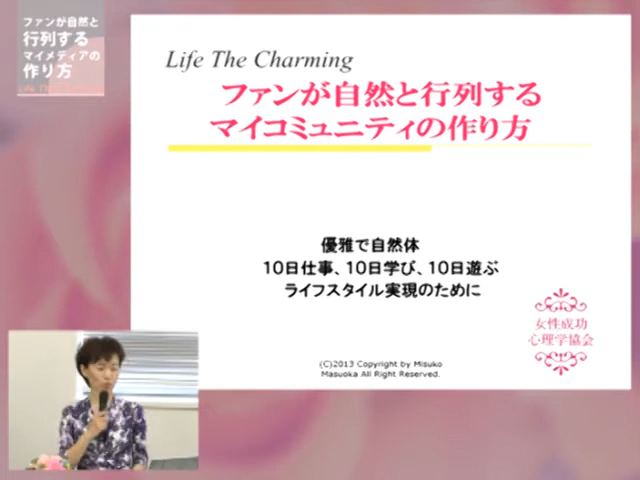 ファンが自然と
行列する
マイメディアの
作り方
Life The Charming
ファンが自然と行列する
マイコミュニティの作り方
優雅で自然体
10日仕事、10日学び、10日遊ぶ
ライフスタイル実現のために
女性成功
心理学協会
(C)2013 Copyright by Misuko
Masuoka All Right Reserved.